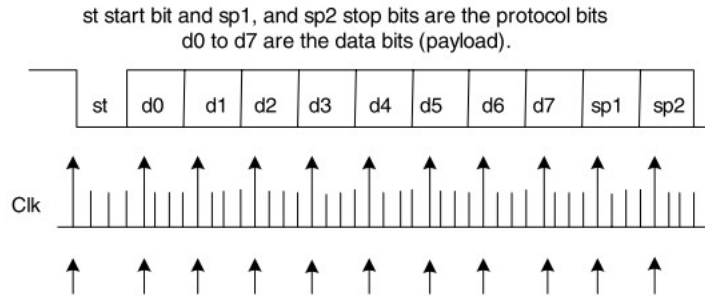 st start bit and sp1, and sp2 stop bits are the protocol bits
d0 to d7 are the data bits (payload).
st d0 d1 d2 d3 d4 d5 d6 d7 sp1 sp2
Clk